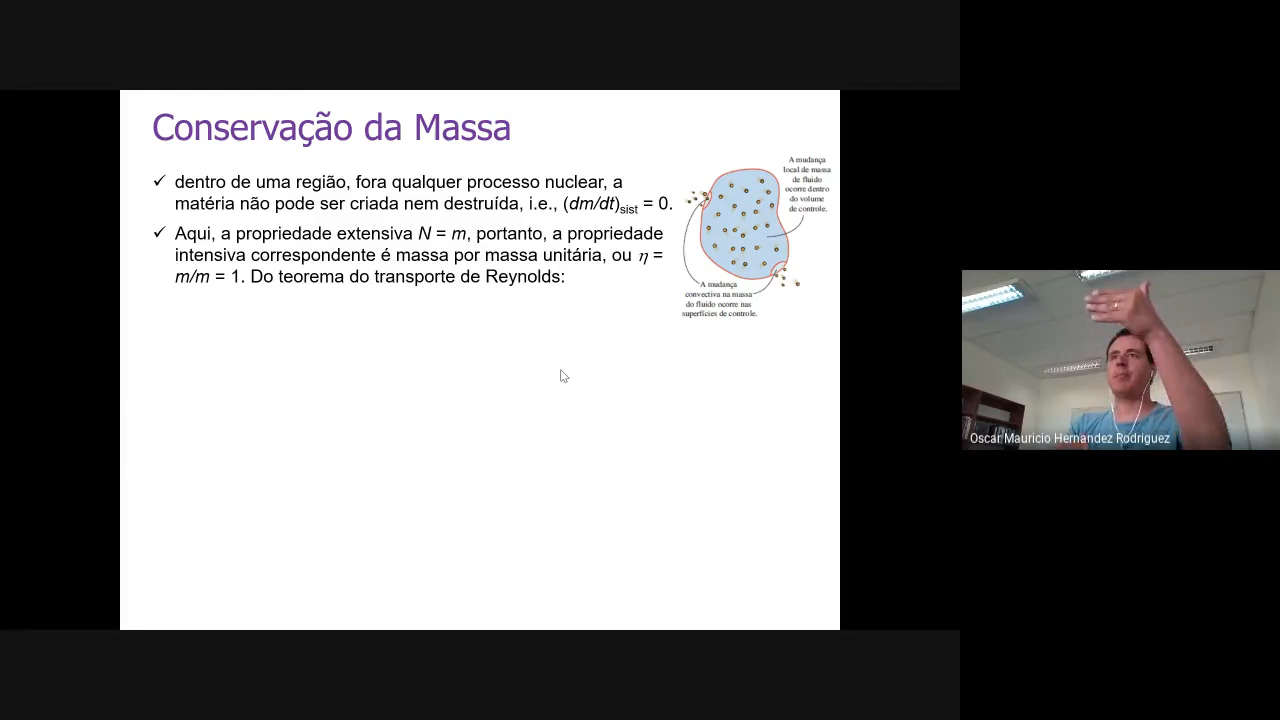 Conservação da Massa
✓ dentro de uma região, fora qualquer processo nuclear, a
matéria não pode ser criada nem destruída, i.e., (dm/dt)sist = 0.
✓ Aqui, a propriedade extensiva N = m, portanto, a propriedade
intensiva correspondente é massa por massa unitária, ou η =
m/m = 1. Do teorema do transporte de Reynolds:
A mudança
local de massa
de fluido
ocorre dentro
do volume
de controle.
A mudança
convectiva na massa
do fluido ocorre nas
superfícies de controle.
Oscar Mauricio Hernandez Rodriguez